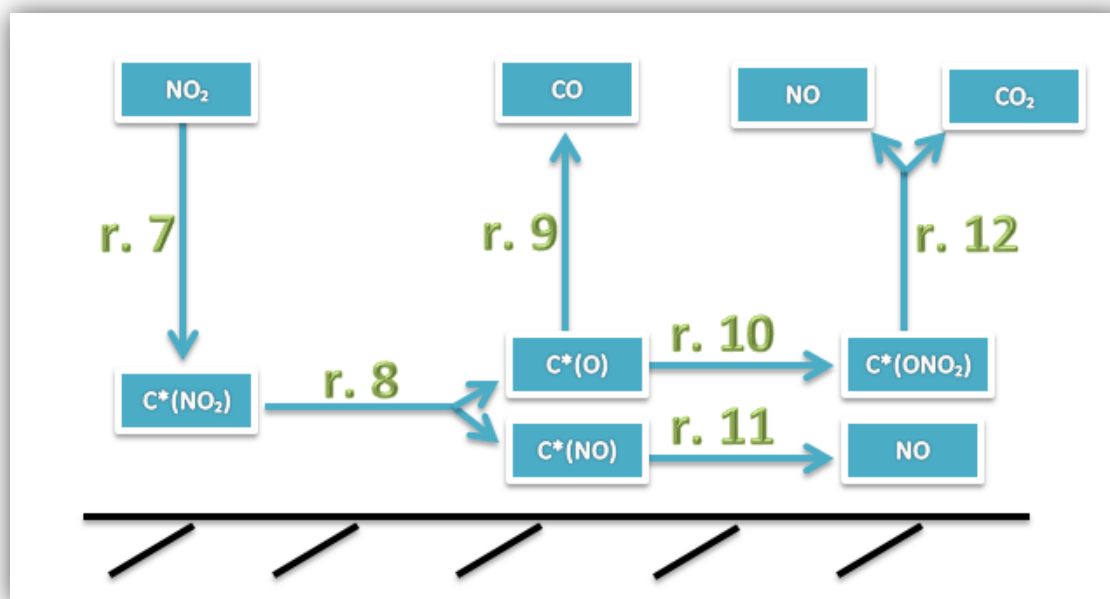 NO₂
CO
NO
CO₂
r. 7
r. 9
r. 12
C*(NO₂)
r. 8
C*(O)
r. 10
C*(ONO₂)
C*(NO)
r. 11
NO